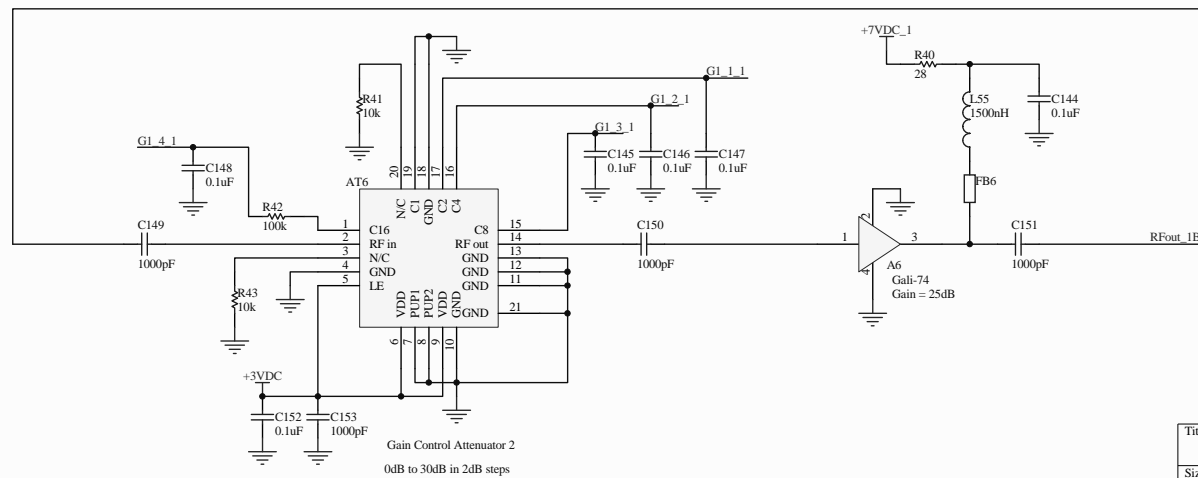 +7VDC_1
R40
28
L55
1500nH
C144
0.1uF
FB6
G1_1_1
G1_2_1
G1_3_1
R41
10k
G1_4_1
C148
0.1uF
C145
0.1uF
C146
0.1uF
C147
0.1uF
AT6
20
19
18
17
16
N/C
C1
GND
C2
C4
R42
100k
C149
1000pF
1
2
3
4
5
C16
RF in
N/C
GND
LE
C8
RF out
GND
GND
GND
GND
15
14
13
12
11
21
VDD
PUP1
PUP2
VDD
GND
6
7
8
9
10
R43
10k
C150
1000pF
1
2
3
4
A6
Gali-74
Gain = 25dB
C151
1000pF
RFout_1B
+3VDC
C152
0.1uF
C153
1000pF
Gain Control Attenuator 2
0dB to 30dB in 2dB steps
Tit
Siz